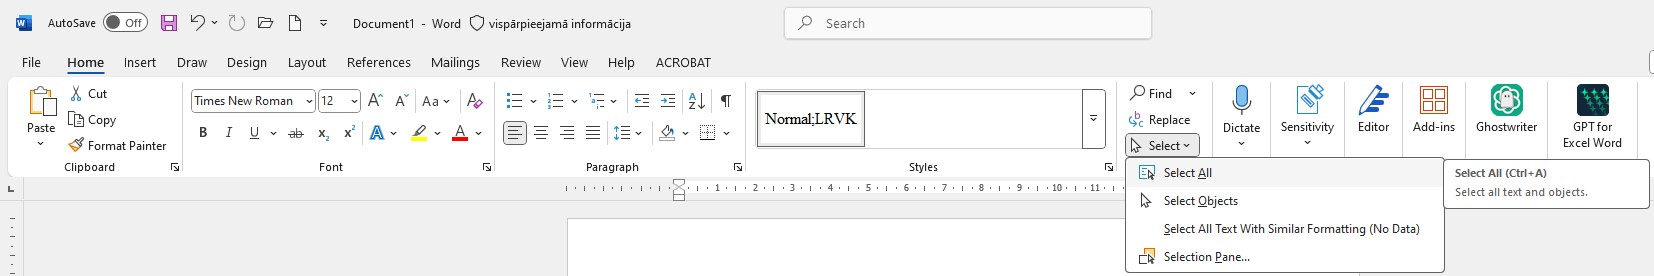 AutoSave Off Document1 - Word vispārpieejamā informācija Search
File Home Insert Draw Design Layout References Mailings Review View Help ACROBAT
Paste
Cut
Copy
Format Painter
Clipboard
Times New Roman 12 A A Aa A
B I U ab x₂ x² A A
Font
Paragraph
Normal;LRVK
Styles
Find
Replace
Select
Dictate
Sensitivity
Editor
Add-ins
Ghostwriter
GPT for
Excel Word
Select All
Select Objects
Select All Text With Similar Formatting (No Data)
Selection Pane...
Select All (Ctrl+A)
Select all text and objects.
1 2 3 4 5 6 7 8 9 10 11